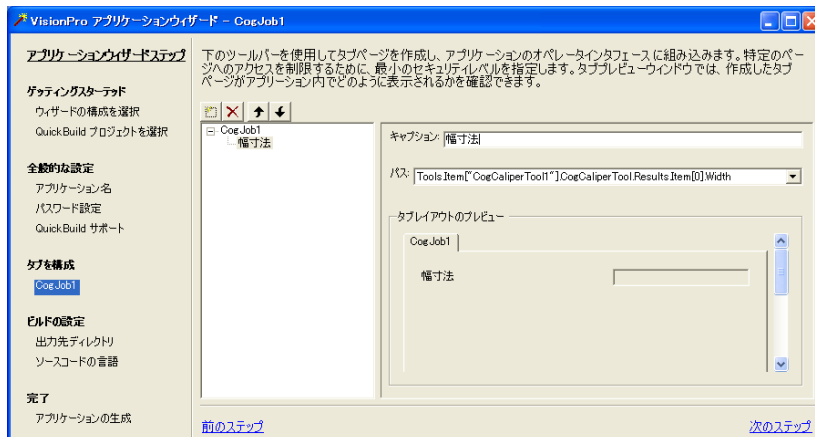 VisionPro アプリケーションウィザード - CogJob1
アプリケーションウィザードステップ
ゲッティングスターテッド
ウィザードの構成を選択
QuickBuild プロジェクトを選択
全般的な設定
アプリケーション名
パスワード設定
QuickBuild サポート
タブを構成
CogJob1
ビルドの設定
出力先ディレクトリ
ソースコードの言語
完了
アプリケーションの生成
下のツールバーを使用してタブページを作成し、アプリケーションのオペレータインタフェースに組み込みます。特定のペー
ジへのアクセスを制限するために、最小のセキュリティレベルを指定します。タブプレビューウィンドウでは、作成したタブ
ページがアプリーション内でどのように表示されるかを確認できます。
CogJob1
幅寸法
キャプション: 幅寸法
パス: Tools.Item["CogCaliperTool1"].CogCaliperTool.Results.Item[0].Width
タブレイアウトのプレビュー
CogJob1
幅寸法
前のステップ
次のステップ